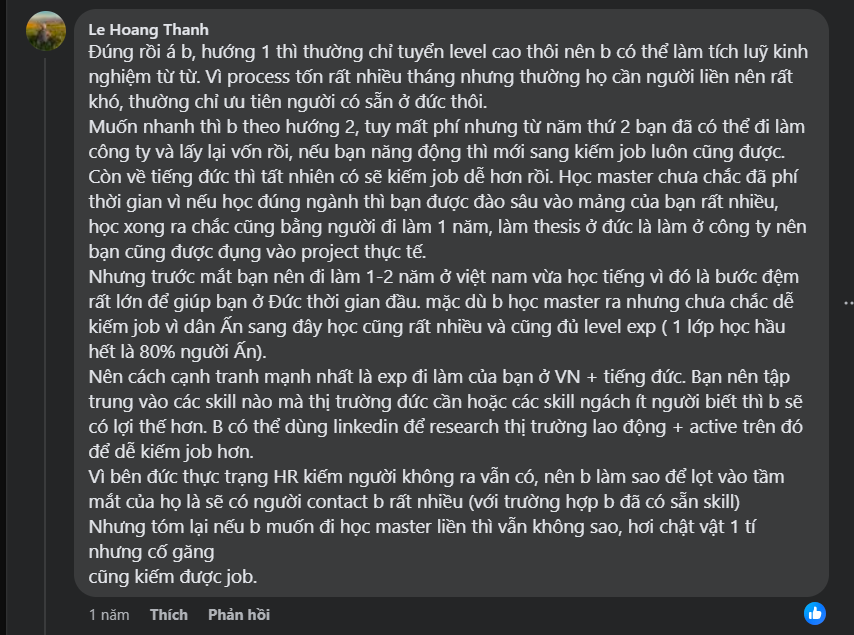 Le Hoang Thanh
Đúng rồi á b, hướng 1 thì thường chỉ tuyển level cao thôi nên b có thể làm tích luỹ kinh
nghiệm từ từ. Vì process tốn rất nhiều tháng nhưng thường họ cần người liền nên rất
khó, thường chỉ ưu tiên người có sẵn ở đức thôi.
Muốn nhanh thì b theo hướng 2, tuy mất phí nhưng từ năm thứ 2 bạn đã có thể đi làm
công ty và lấy lại vốn rồi, nếu bạn năng động thì mới sang kiếm job luôn cũng được.
Còn về tiếng đức thì tất nhiên có sẽ kiếm job dễ hơn rồi. Học master chưa chắc đã phí
thời gian vì nếu học đúng ngành thì bạn được đào sâu vào mảng của bạn rất nhiều,
học xong ra chắc cũng bằng người đi làm 1 năm, làm thesis ở đức là làm ở công ty nên
bạn cũng được đụng vào project thực tế.
Nhưng trước mắt bạn nên đi làm 1-2 năm ở việt nam vừa học tiếng vì đó là bước đệm
rất lớn để giúp bạn ở Đức thời gian đầu. mặc dù b học master ra nhưng chưa chắc dễ
kiếm job vì dân Ấn sang đây học cũng rất nhiều và cũng đủ level exp ( 1 lớp học hầu
hết là 80% người Ấn).
Nên cách cạnh tranh mạnh nhất là exp đi làm của bạn ở VN + tiếng đức. Bạn nên tập
trung vào các skill nào mà thị trường đức cần hoặc các skill ngách ít người biết thì b sẽ
có lợi thế hơn. B có thể dùng linkedin để research thị trường lao động + active trên đó
để dễ kiếm job hơn.
Vì bên đức thực trạng HR kiếm người không ra vẫn có, nên b làm sao để lọt vào tầm
mắt của họ là sẽ có người contact b rất nhiều (với trường hợp b đã có sẵn skill)
Nhưng tóm lại nếu b muốn đi học master liền thì vẫn không sao, hơi chật vật 1 tí
nhưng cố găng
cũng kiếm được job.
1 năm Thích Phản hồi